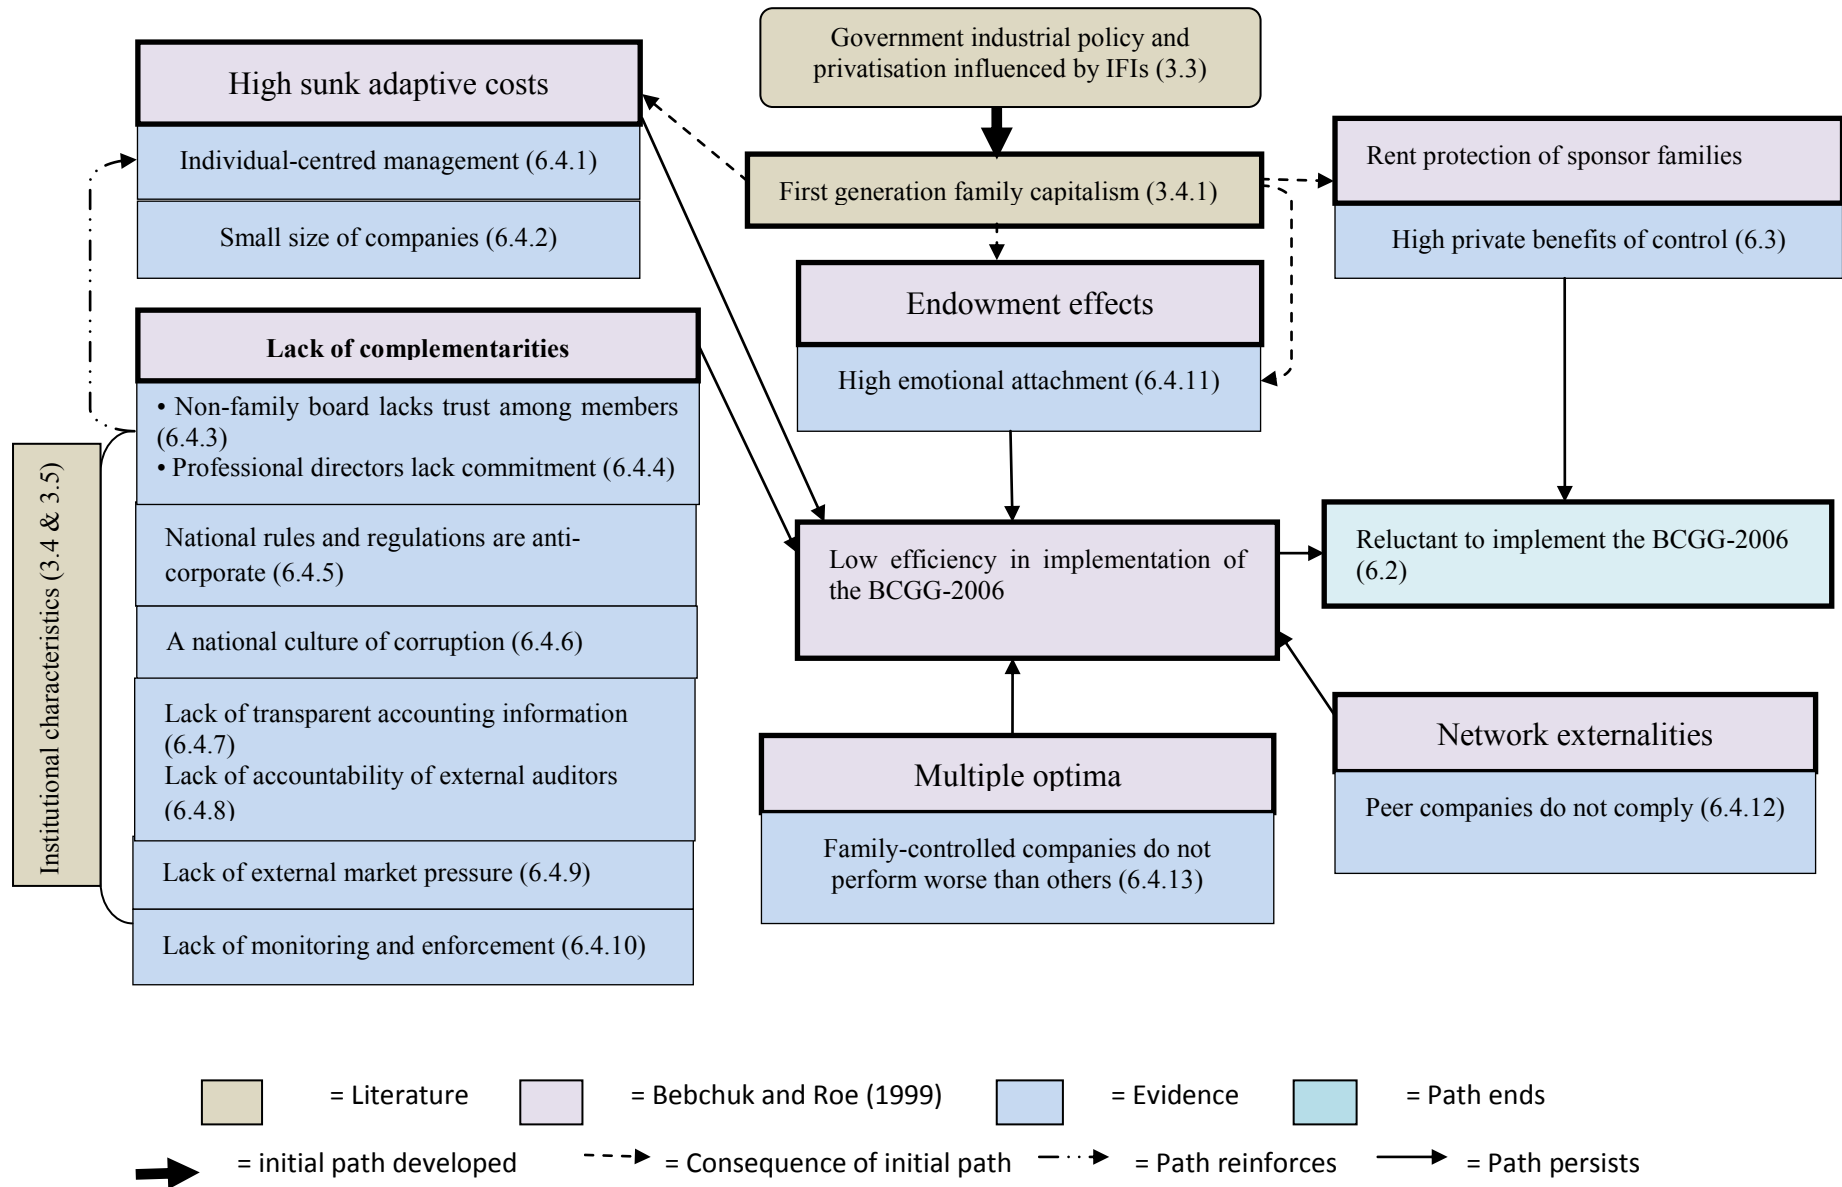 Government industrial policy and
privatisation influenced by IFIs (3.3)
High sunk adaptive costs
Individual-centred management (6.4.1)
Small size of companies (6.4.2)
First generation family capitalism (3.4.1)
Rent protection of sponsor families
High private benefits of control (6.3)
Endowment effects
High emotional attachment (6.4.11)
Lack of complementarities
• Non-family board lacks trust among members
(6.4.3)
• Professional directors lack commitment (6.4.4)
National rules and regulations are anti-
corporate (6.4.5)
A national culture of corruption (6.4.6)
Lack of transparent accounting information
(6.4.7)
Lack of accountability of external auditors
(6.4.8)
Lack of external market pressure (6.4.9)
Lack of monitoring and enforcement (6.4.10)
Institutional characteristics (3.4 & 3.5)
Low efficiency in implementation of
the BCGG-2006
Reluctant to implement the BCGG-2006
(6.2)
Multiple optima
Family-controlled companies do not
perform worse than others (6.4.13)
Network externalities
Peer companies do not comply (6.4.12)
= Literature
= Bebchuk and Roe (1999)
= Evidence
= Path ends
= initial path developed
= Consequence of initial path
= Path reinforces
= Path persists